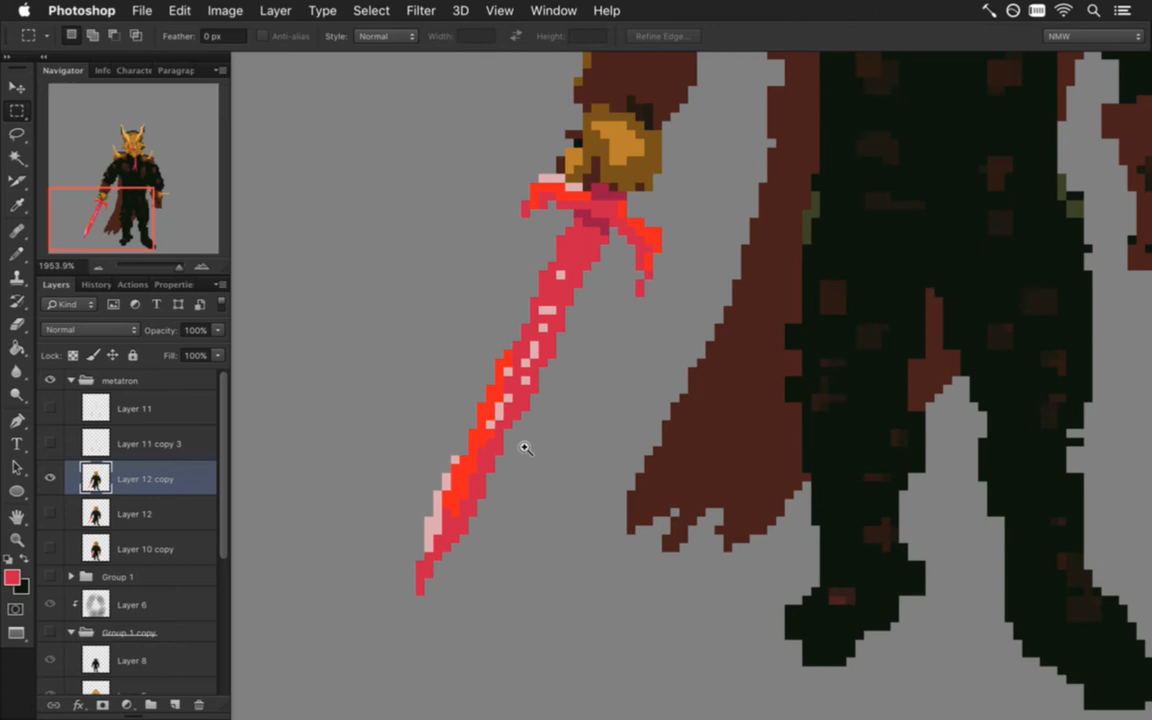 Photoshop File Edit Image Layer Type Select Filter 3D View Window Help
Feather: 0 px Anti-alias Style: Normal Width: Height: Refine Edge... NMW
Navigator Info Characte Paragrap
1953.9%
Layers History Actions Propertie
Kind T
Normal Opacity: 100%
Lock: Fill: 100%
metatron
Layer 11
Layer 11 copy 3
Layer 12 copy
Layer 12
Layer 10 copy
Group 1
Layer 6
Group 1 copy
Layer 8
fx